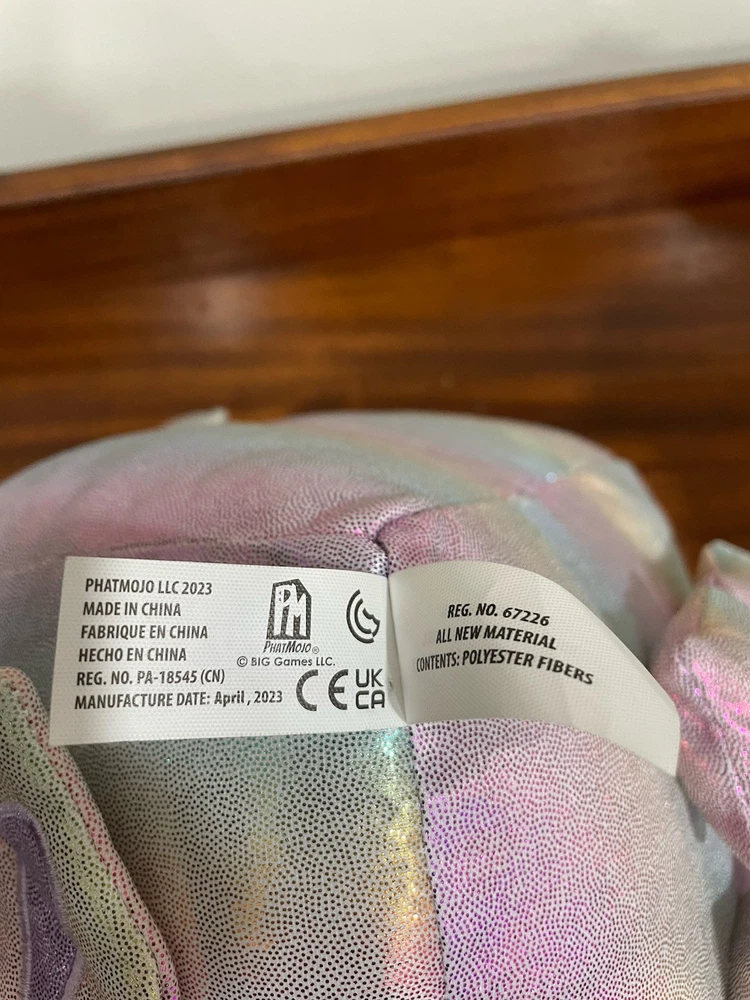 PHATMOJO LLC 2023
MADE IN CHINA
FABRIQUE EN CHINA
HECHO EN CHINA
REG. NO. PA-18545 (CN)
MANUFACTURE DATE: April, 2023
PM
PHATMOJO®
© BIG Games LLC.
CE UK
CA
REG. NO. 67226
ALL NEW MATERIAL
CONTENTS: POLYESTER FIBERS